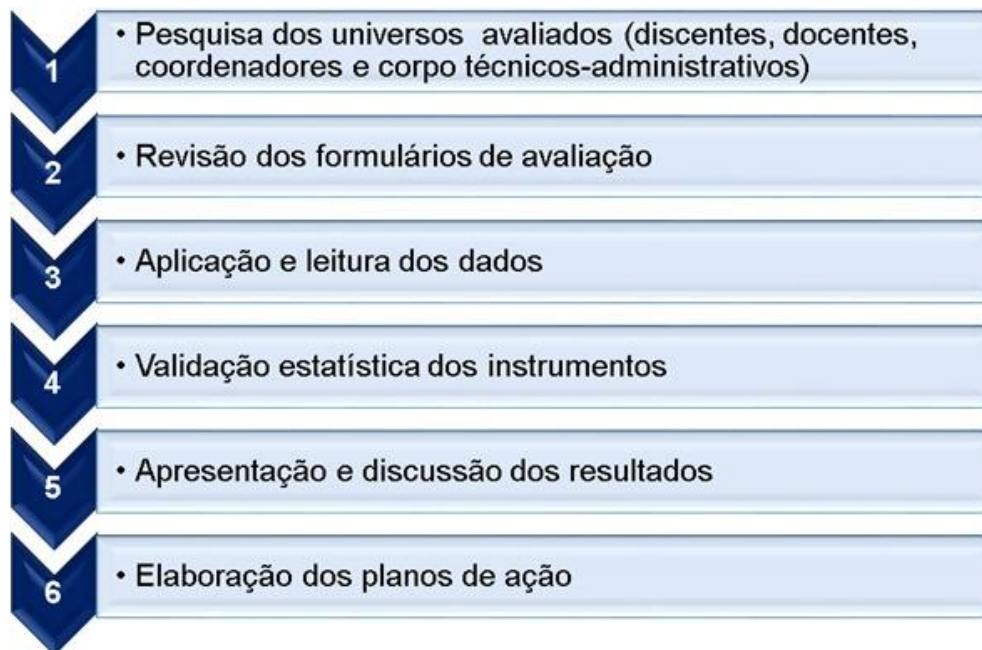 1
• Pesquisa dos universos avaliados (discentes, docentes,
coordenadores e corpo técnicos-administrativos)
2
• Revisão dos formulários de avaliação
3
• Aplicação e leitura dos dados
4
• Validação estatística dos instrumentos
5
• Apresentação e discussão dos resultados
6
• Elaboração dos planos de ação